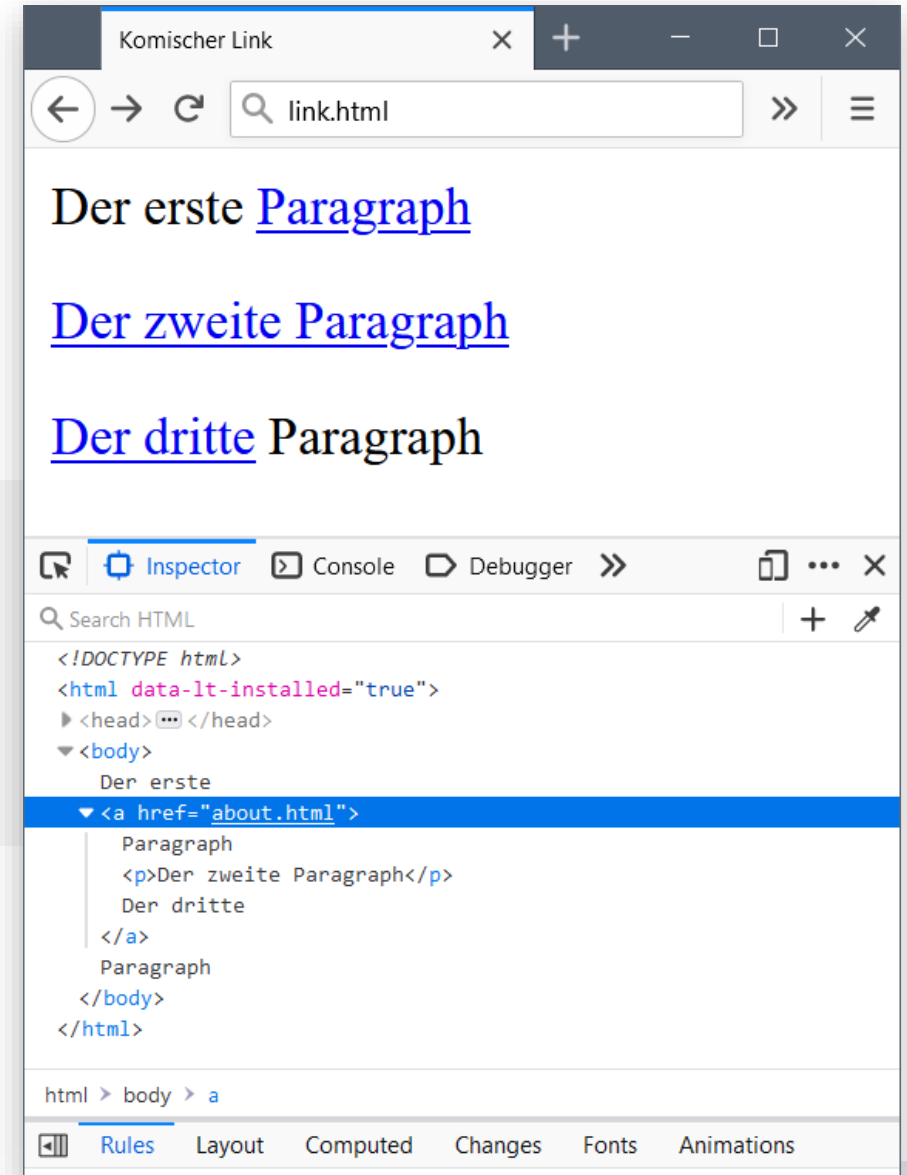 Komischer Link
link.html
Der erste Paragraph
Der zweite Paragraph
Der dritte Paragraph
Inspector Console Debugger
Search HTML
<!DOCTYPE html>
<html data-lt-installed="true">
<head> ••• </head>
<body>
Der erste
<a href="about.html">
Paragraph
<p>Der zweite Paragraph</p>
Der dritte
</a>
Paragraph
</body>
</html>
html > body > a
Rules Layout Computed Changes Fonts Animations